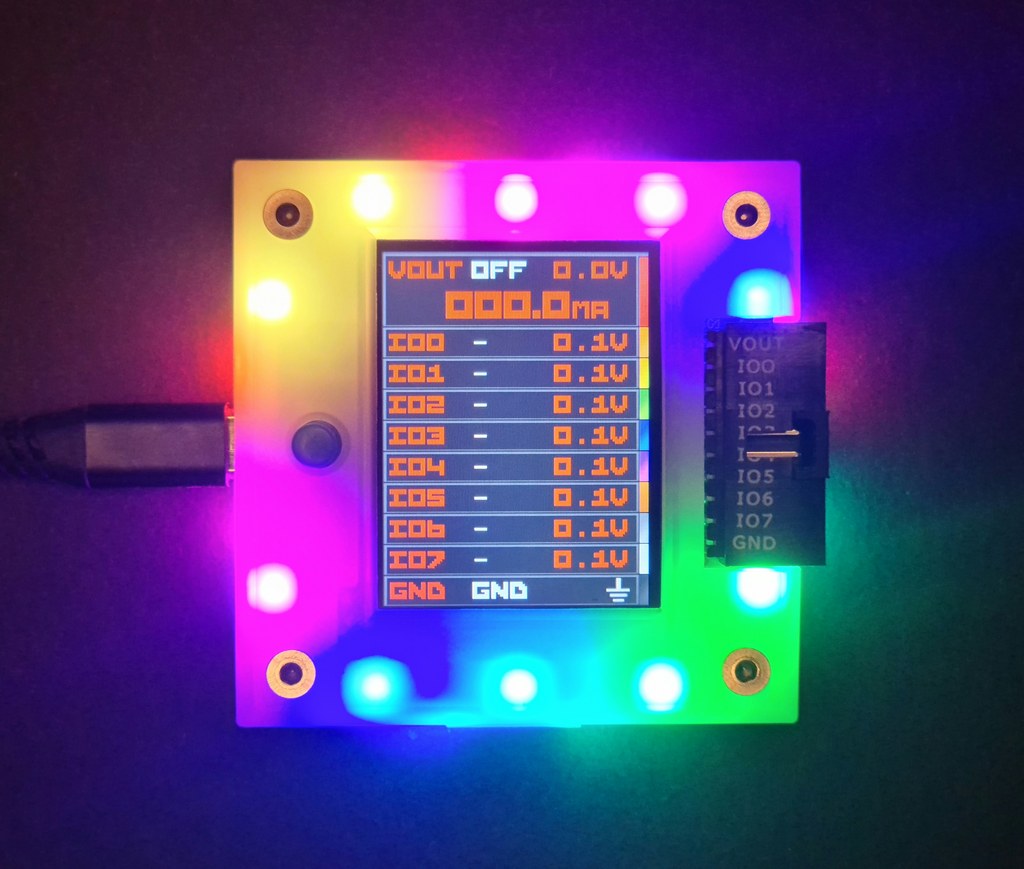 VOUT OFF 0.0V
000.0MA
IO0 - 0.1V
IO1 - 0.1V
IO2 - 0.1V
IO3 - 0.1V
IO4 - 0.1V
IO5 - 0.1V
IO6 - 0.1V
IO7 - 0.1V
GND GND
VOUT
IO0
IO1
IO2
IO5
IO6
IO7
GND